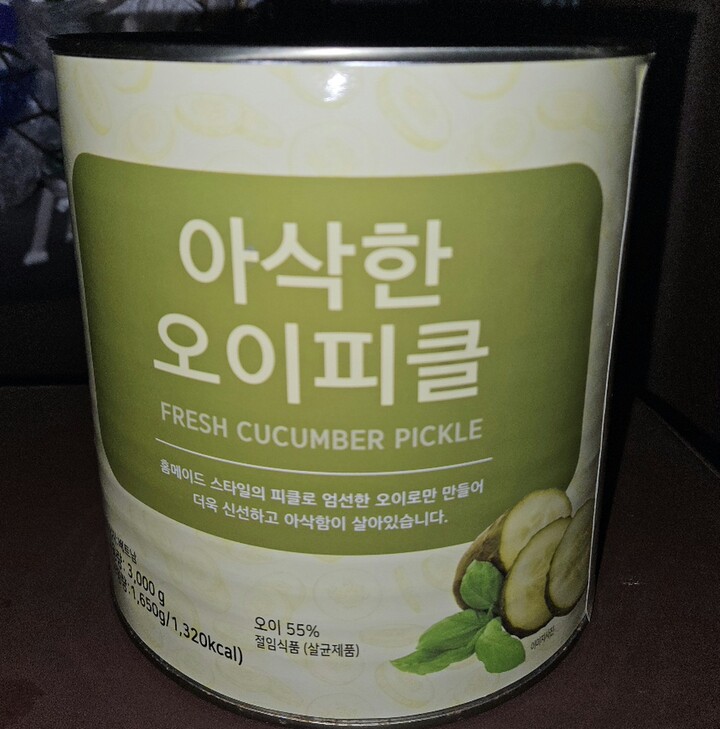 아삭한
오이피클
FRESH CUCUMBER PICKLE
홈메이드 스타일의 피클로 엄선한 오이로만 만들어
더욱 신선하고 아삭함이 살아있습니다.
베트남
3,000 g
1,650g/1,320kcal)
오이 55%
절임식품 (살균제품)